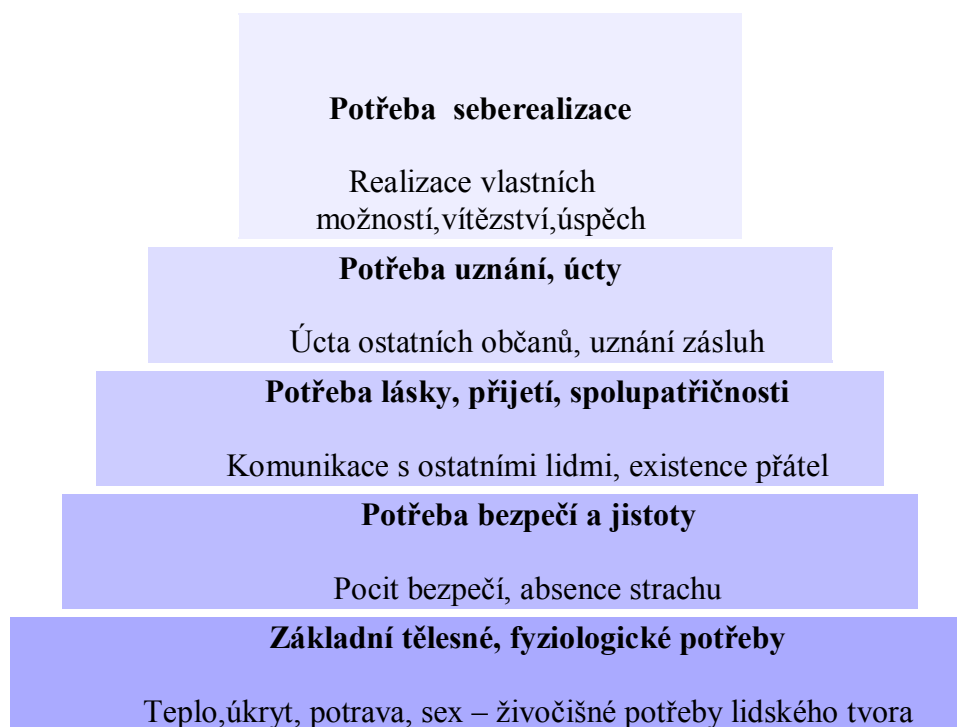 Potřeba  seberealizace
Realizace vlastních
možností,vítězství,úspěch
Potřeba uznání, úcty
Úcta ostatních občanů, uznání zásluh
Potřeba lásky, přijetí, spolupatřičnosti
Komunikace s ostatními lidmi, existence přátel
Potřeba bezpečí a jistoty
Pocit bezpečí, absence strachu
Základní tělesné, fyziologické potřeby
Teplo,úkryt, potrava, sex – živočišné potřeby lidského tvora